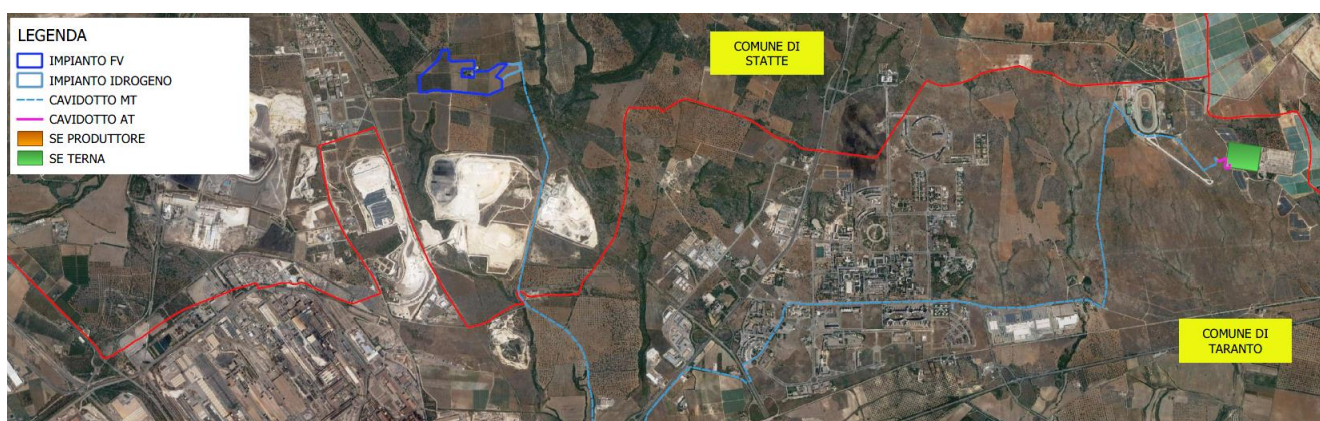 LEGENDA
IMPIANTO FV
IMPIANTO IDROGENO
CAVIDOTTO MT
CAVIDOTTO AT
SE PRODUTTORE
SE TERNA
COMUNE DI
STATTE
COMUNE DI
TARANTO